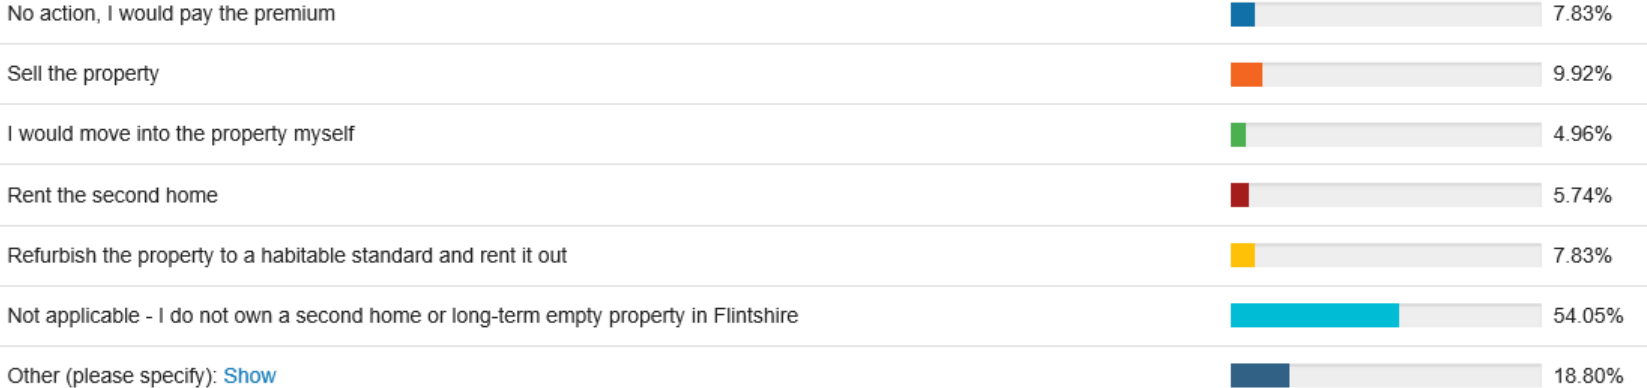 No action, I would pay the premium 7.83%
Sell the property 9.92%
I would move into the property myself 4.96%
Rent the second home 5.74%
Refurbish the property to a habitable standard and rent it out 7.83%
Not applicable - I do not own a second home or long-term empty property in Flintshire 54.05%
Other (please specify): Show 18.80%